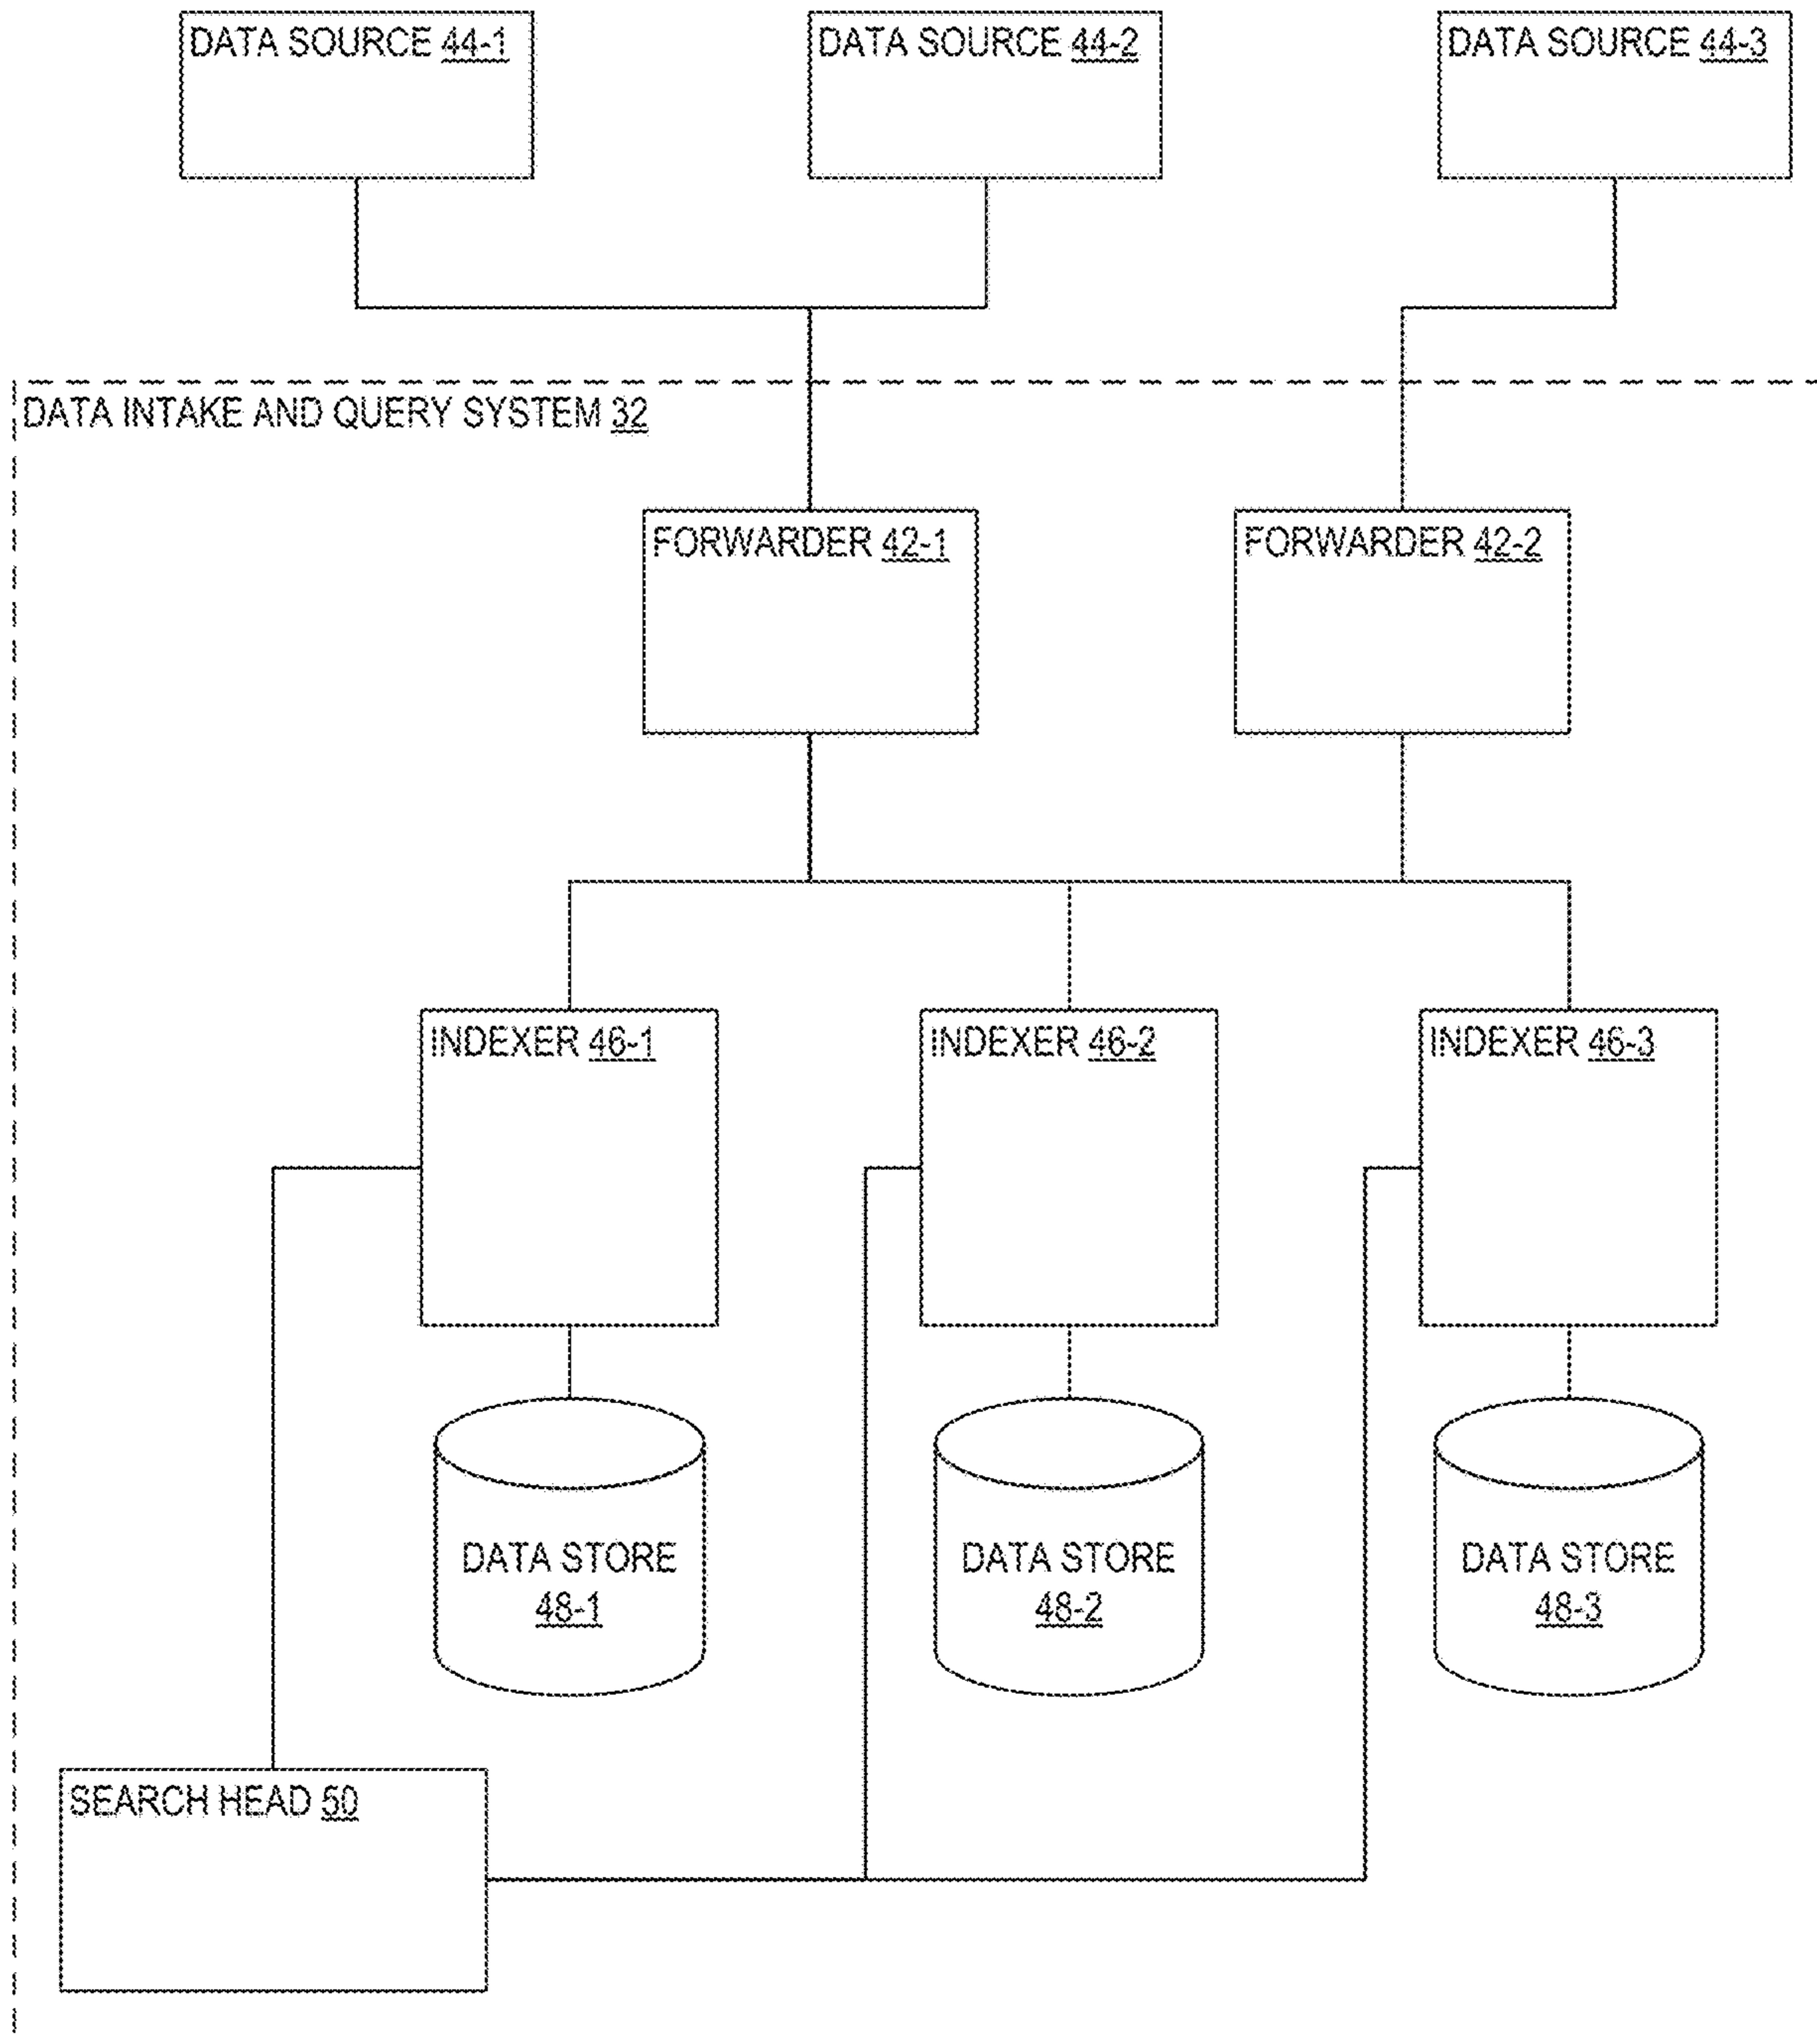 DATA SOURCE 44-1
DATA SOURCE 44-2
DATA SOURCE 44-3
DATA INTAKE AND QUERY SYSTEM 32
FORWARDER 42-1
FORWARDER 42-2
INDEXER 46-1
INDEXER 46-2
INDEXER 46-3
DATA STORE
48-1
DATA STORE
48-2
DATA STORE
48-3
SEARCH HEAD 50